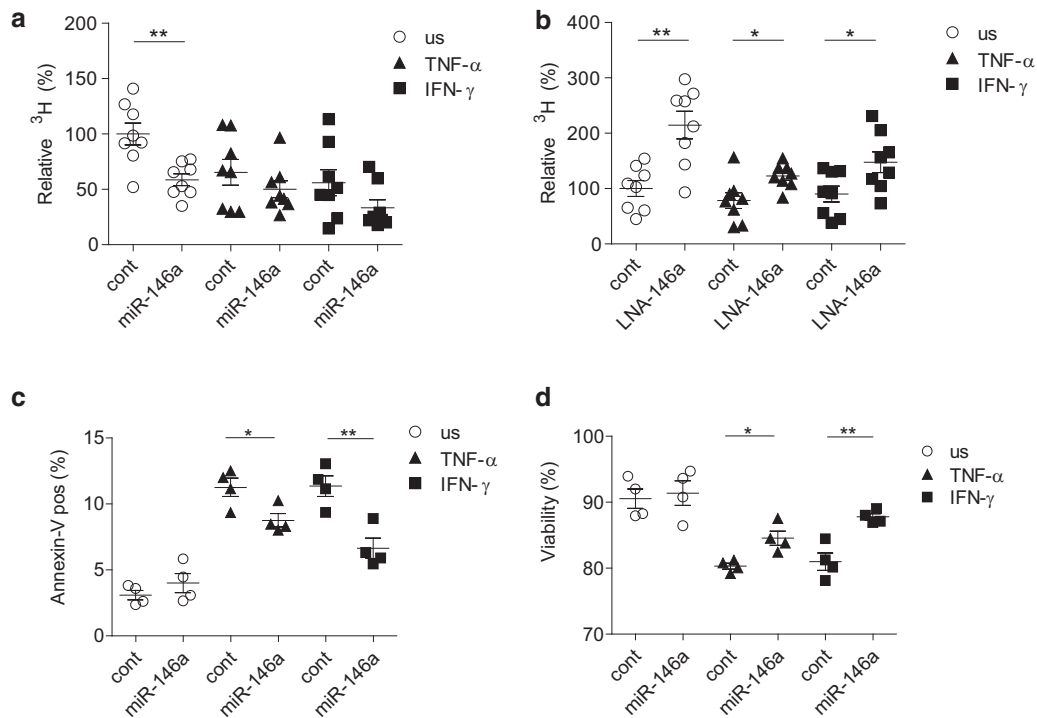 a
200
150
100
50
0
Relative ³H (%)
**
us
TNF-α
IFN-γ
cont
miR-146a
cont
miR-146a
cont
miR-146a
b
400
300
200
100
0
Relative ³H (%)
**
*
*
us
TNF-α
IFN-γ
cont
LNA-146a
cont
LNA-146a
cont
LNA-146a
c
15
10
5
0
Annexin-V pos (%)
*
**
us
TNF-α
IFN-γ
cont
miR-146a
cont
miR-146a
cont
miR-146a
d
100
90
80
70
Viability (%)
*
**
us
TNF-α
IFN-γ
cont
miR-146a
cont
miR-146a
cont
miR-146a